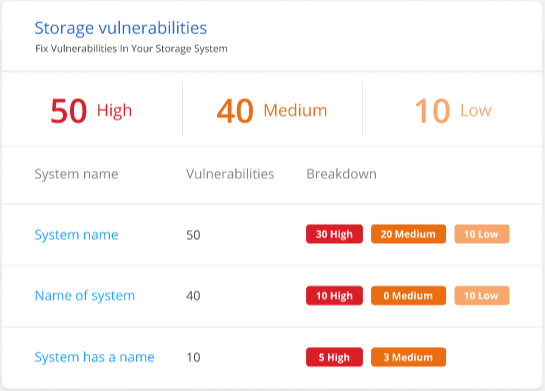 Storage vulnerabilities
Fix Vulnerabilities In Your Storage System
50 High 40 Medium 10 Low
System name Vulnerabilities Breakdown
System name 50 30 High 20 Medium 10 Low
Name of system 40 10 High 0 Medium 10 Low
System has a name 10 5 High 3 Medium